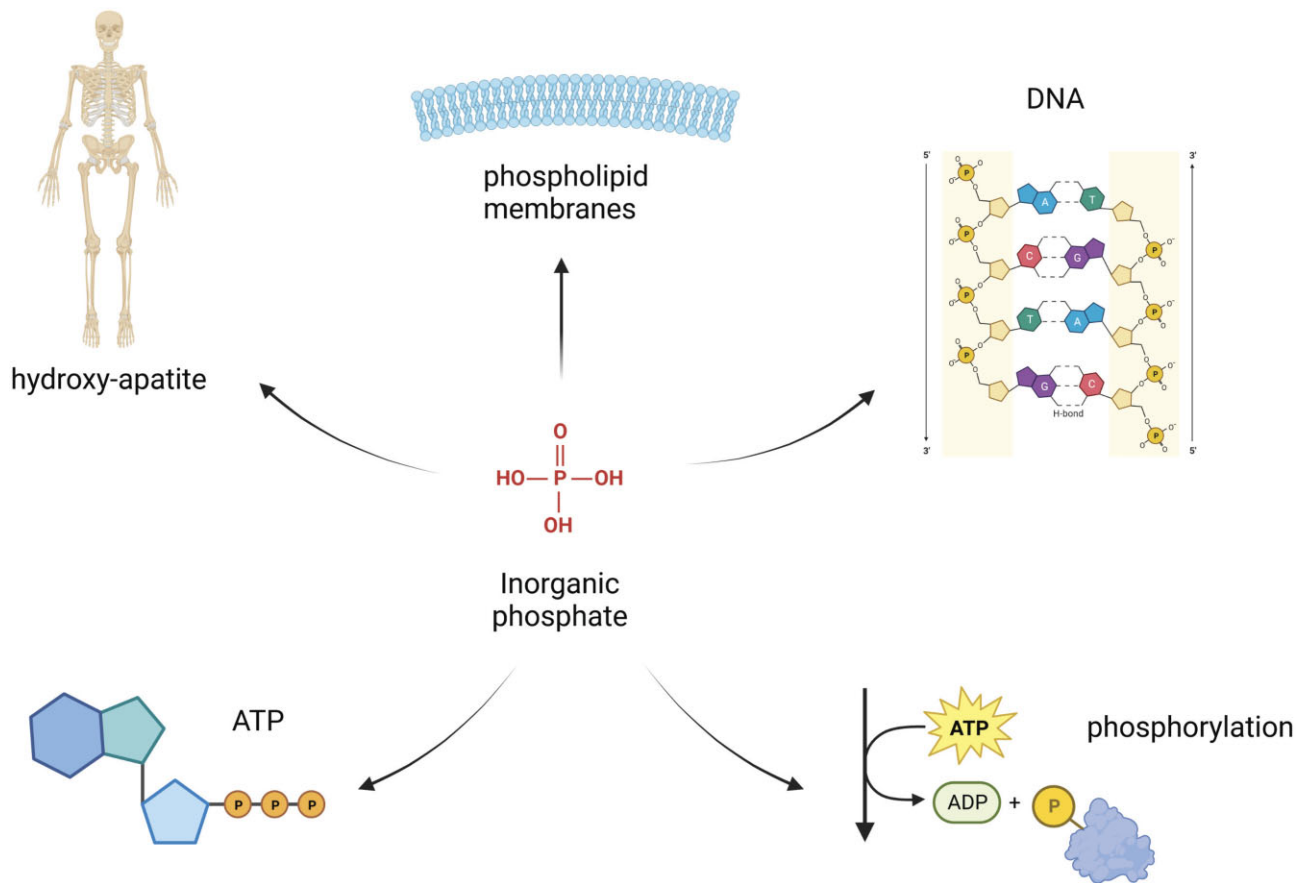 DNA
phospholipid
membranes
hydroxy-apatite
5'
3'
P
O
O⁻
O
O
A
T
P
O
O⁻
O
O
P
O
O⁻
O
O
C
G
P
O
O⁻
O
O
T
A
P
O
O⁻
O
O
P
O
O⁻
O
O
G
C
P
O
O⁻
O
O
H-bond
P
O
O⁻
O
O
3'
5'
O
HO
P
OH
OH
Inorganic
phosphate
ATP
P P P
ATP
phosphorylation
ADP + P